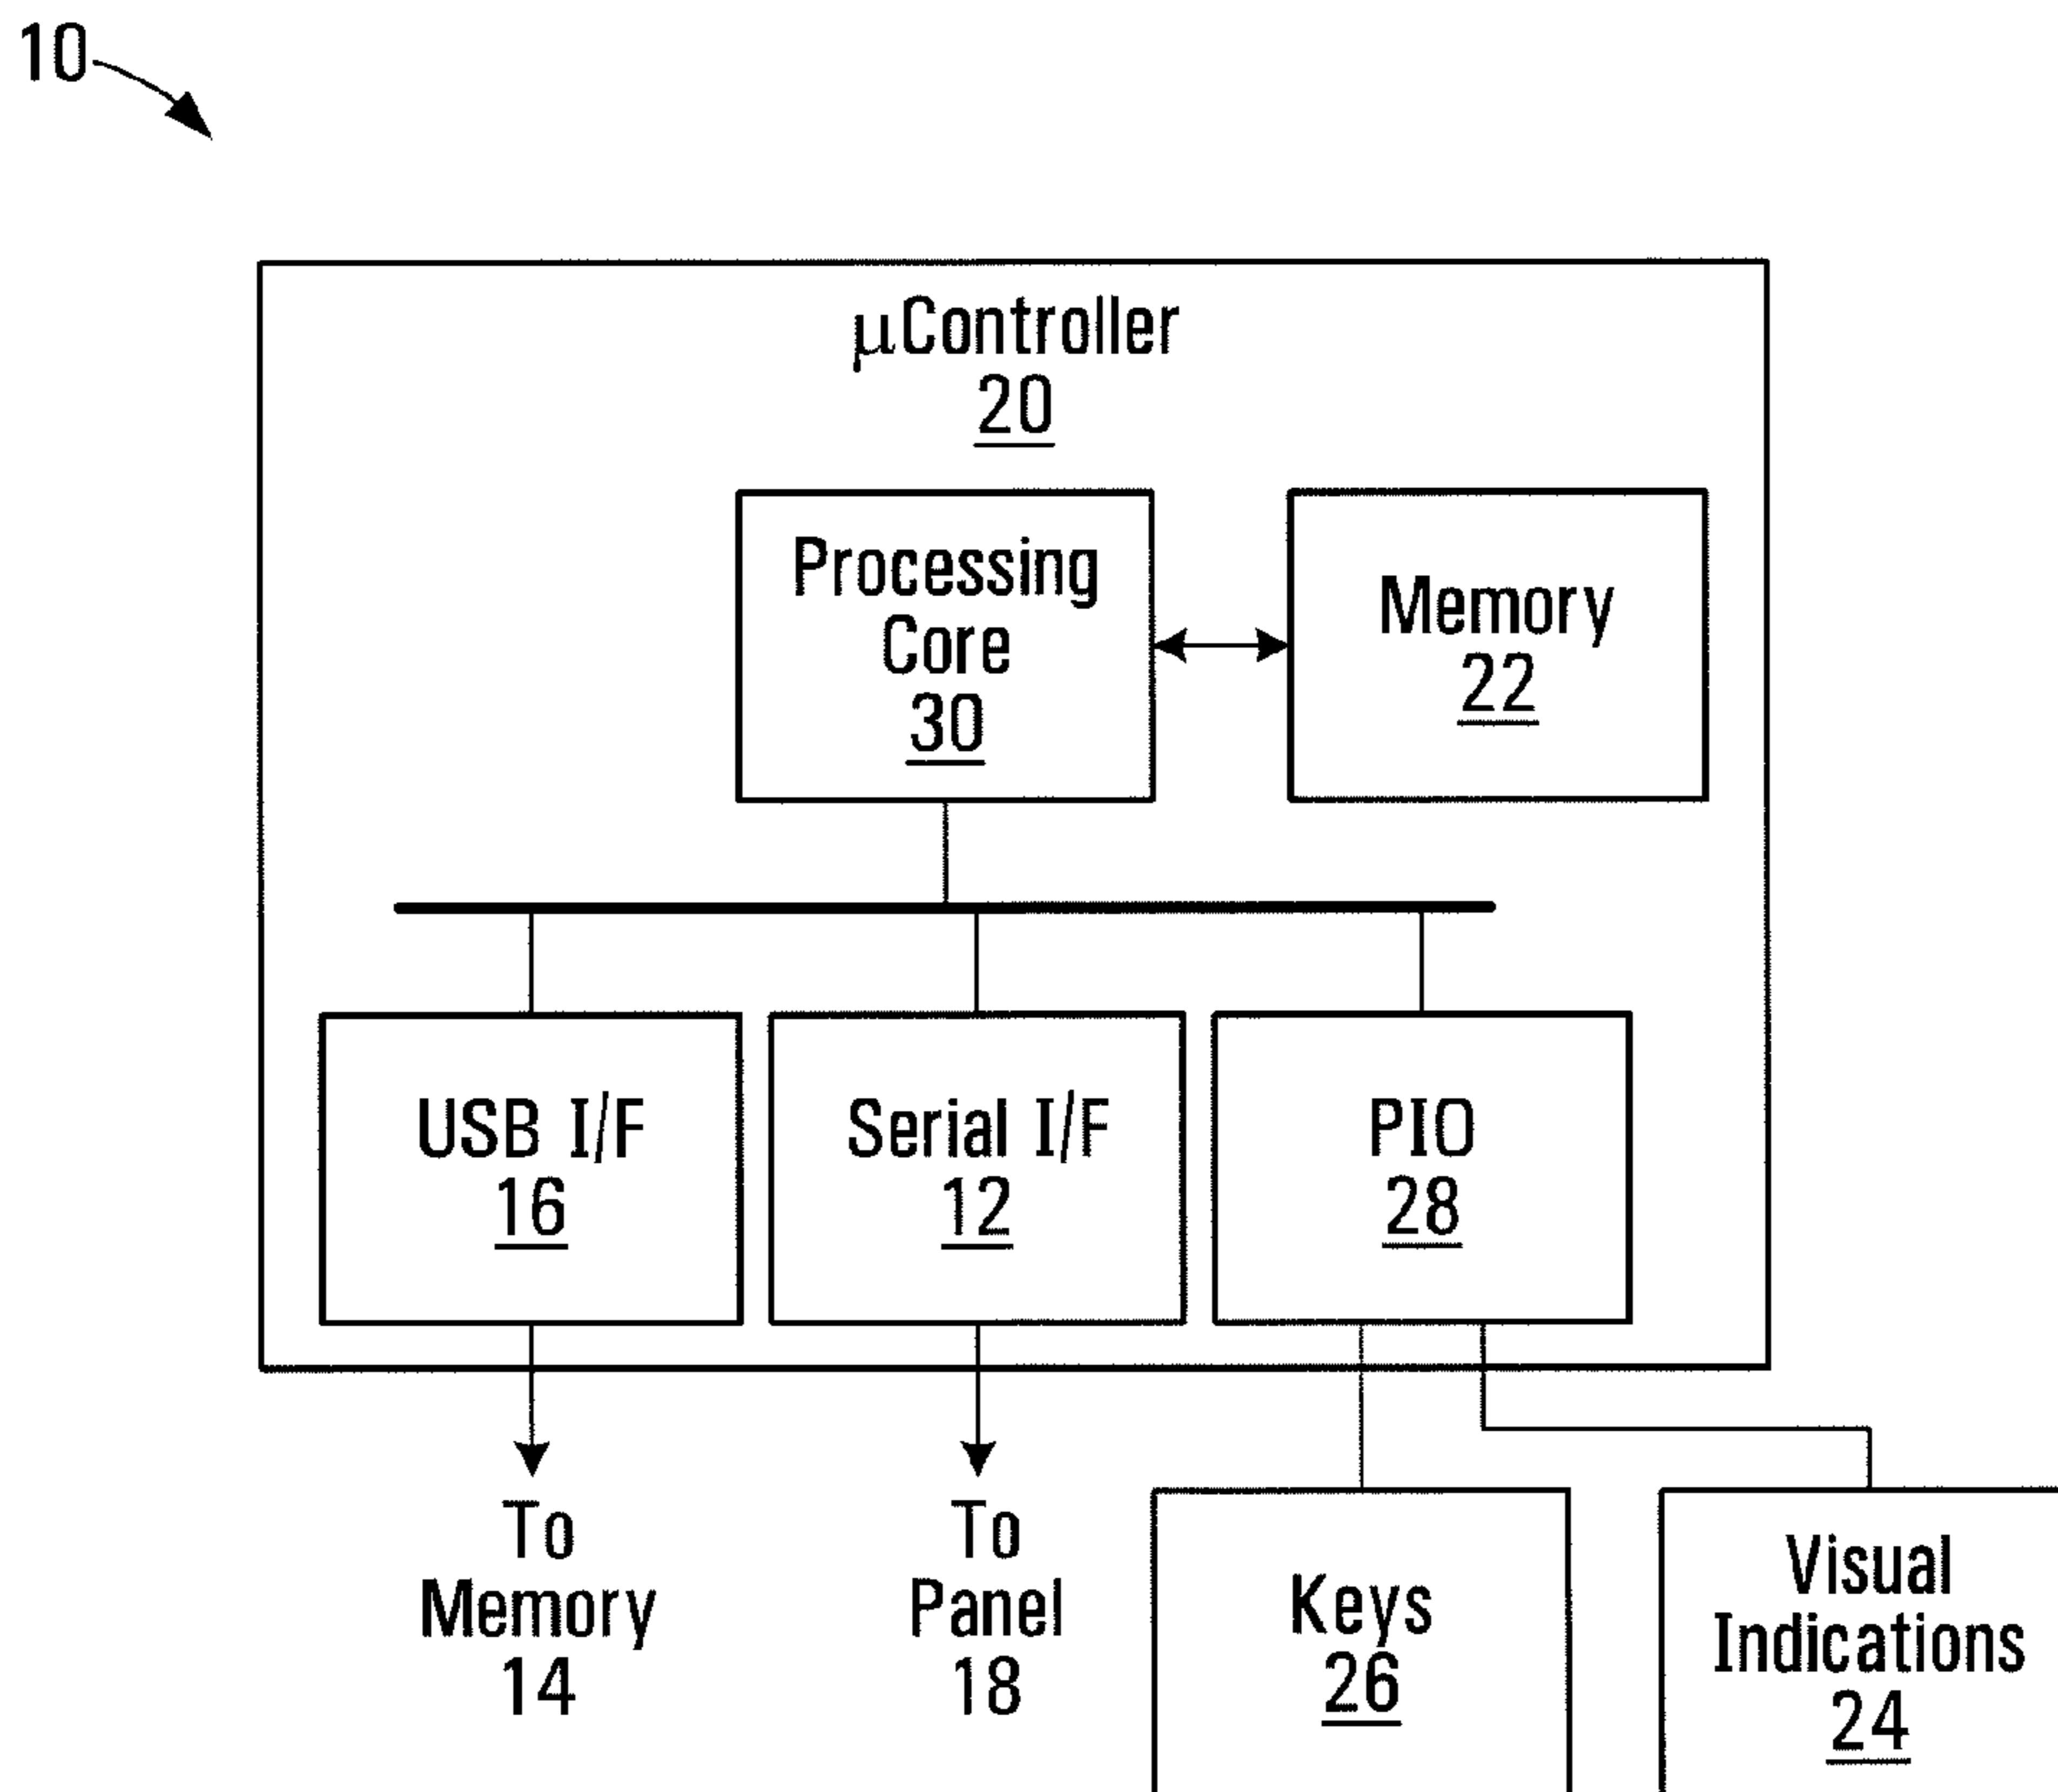 10
µController
20
Processing
Core
30
Memory
22
USB I/F
16
Serial I/F
12
PIO
28
To
Memory
14
To
Panel
18
Keys
26
Visual
Indications
24